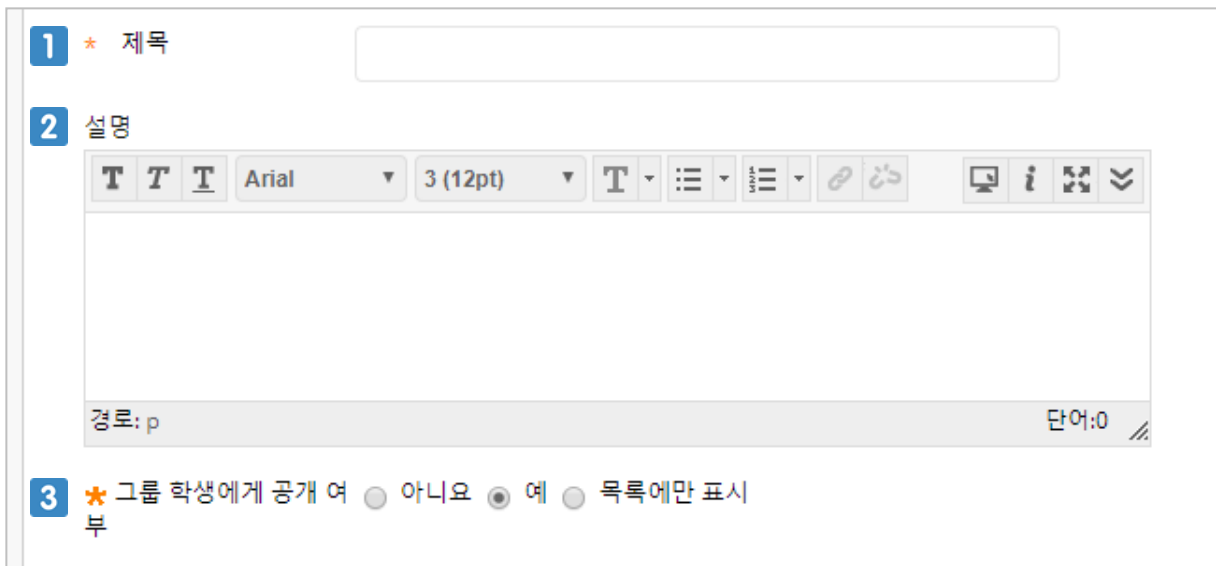 1 * 제목
2 설명
T T T Arial 3 (12pt) T i
경로: p 단어:0
3 * 그룹 학생에게 공개 여 아니요 예 목록에만 표시
부